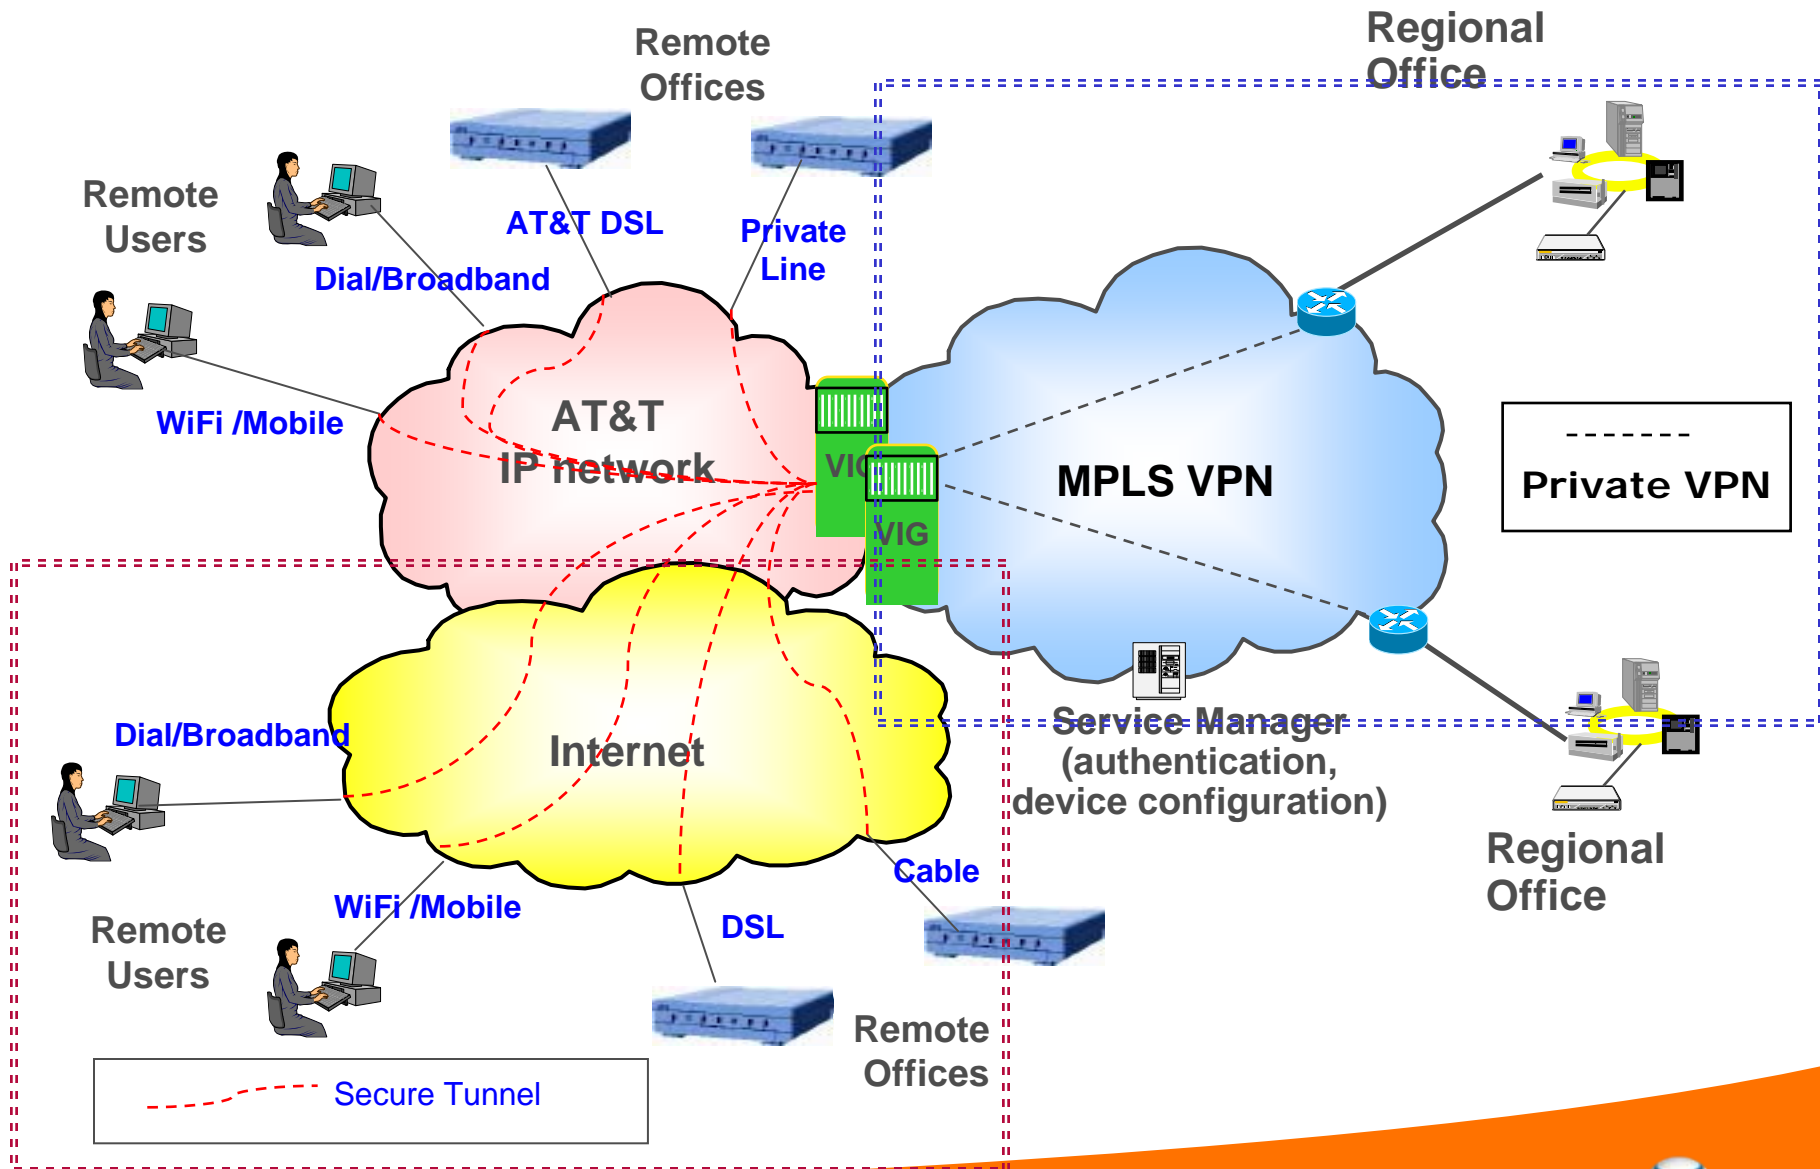 Remote
Offices
Regional
Office
Remote
Users
AT&T DSL
Private
Line
Dial/Broadband
WiFi /Mobile
AT&T
IP network
VIG
VIG
MPLS VPN
Private VPN
Dial/Broadband
Internet
Service Manager
(authentication,
device configuration)
Cable
Regional
Office
WiFi /Mobile
DSL
Remote
Users
Remote
Offices
Secure Tunnel